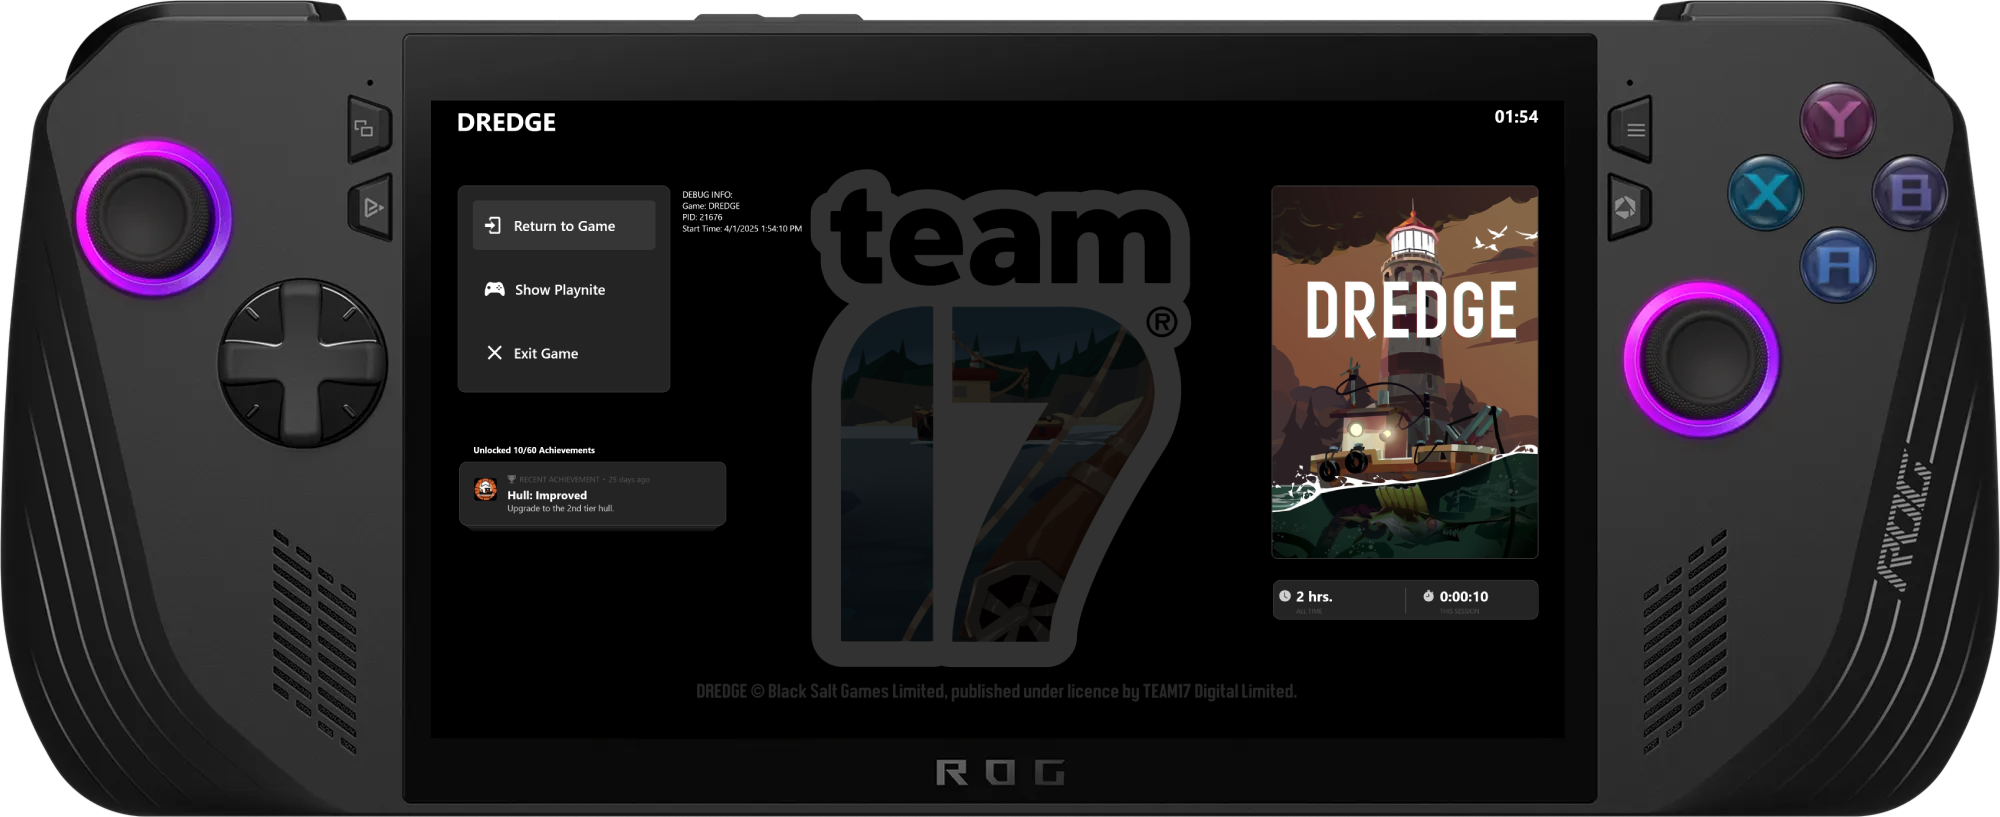 DREDGE
01:54
Return to Game
Show Playnite
Exit Game
DEBUG INFO:
Game: DREDGE
PID: 21676
Start Time: 4/1/2025 1:54:10 PM
team
17®
DREDGE
Unlocked 10/60 Achievements
RECENT ACHIEVEMENT • 25 days ago
Hull: Improved
Upgrade to the 2nd tier hull.
2 hrs.
ALL TIME
0:00:10
THIS SESSION
DREDGE © Black Salt Games Limited, published under licence by TEAM17 Digital Limited.
ROG
Y
X
B
A